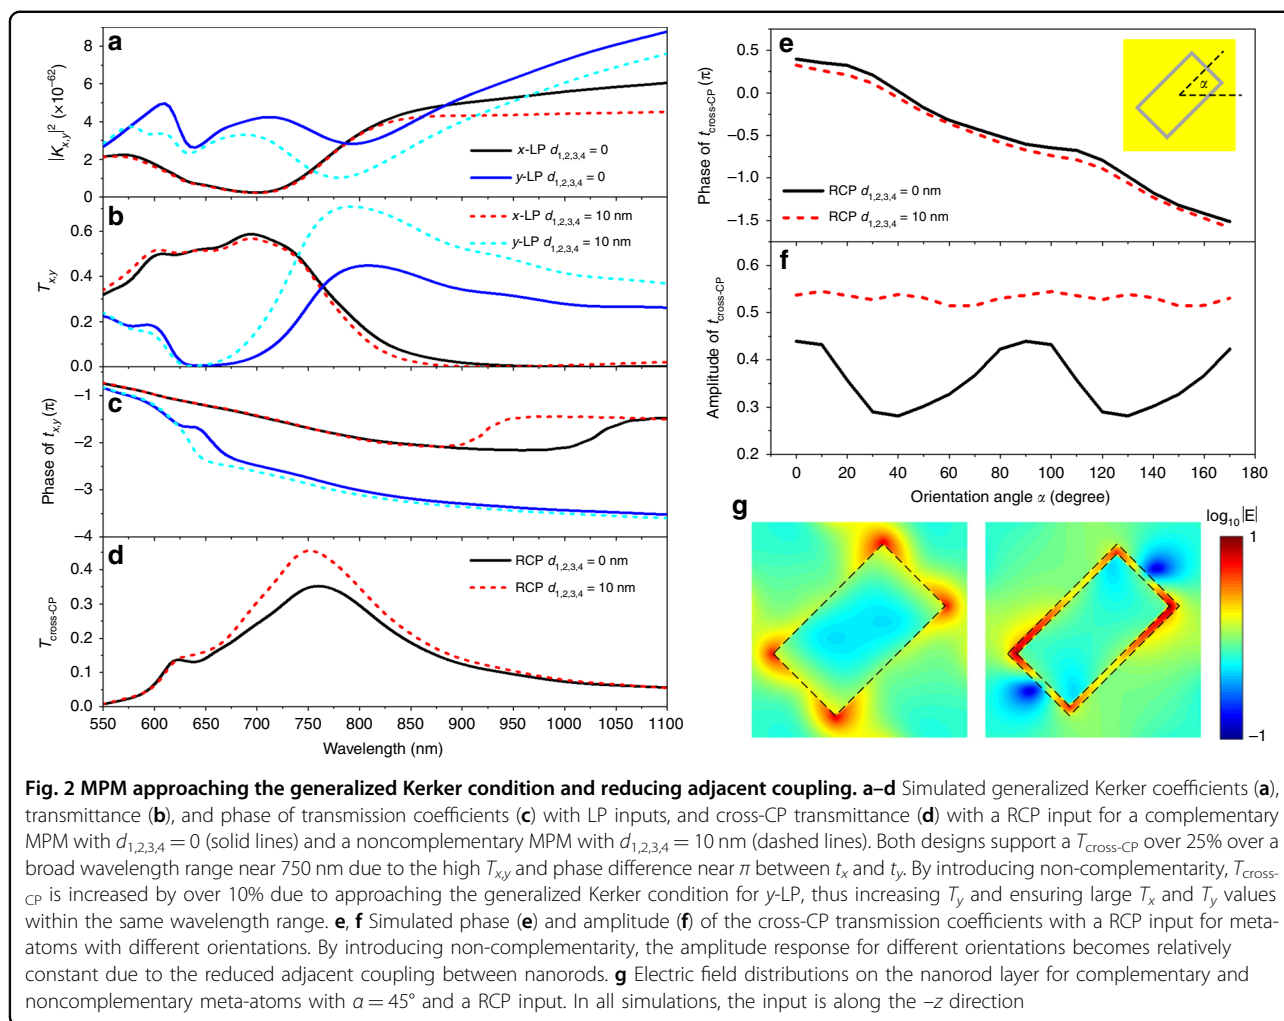 a
8
6
4
2
0
|Kx,y|² (×10⁻⁶²)
x-LP d1,2,3,4 = 0
y-LP d1,2,3,4 = 0
b
0.6
0.4
0.2
0.0
Tx,y
x-LP d1,2,3,4 = 10 nm
y-LP d1,2,3,4 = 10 nm
c
−1
−2
−3
−4
Phase of tx,y (π)
d
0.4
0.3
0.2
0.1
0.0
Tcross-CP
RCP d1,2,3,4 = 0 nm
RCP d1,2,3,4 = 10 nm
550 600 650 700 750 800 850 900 950 1000 1050 1100
Wavelength (nm)
e
0.5
0.0
−0.5
−1.0
−1.5
Phase of tcross-CP (π)
α
RCP d1,2,3,4 = 0 nm
RCP d1,2,3,4 = 10 nm
f
0.6
0.5
0.4
0.3
0.2
Amplitude of tcross-CP
0 20 40 60 80 100 120 140 160 180
Orientation angle α (degree)
g
log10|E|
1
−1
Fig. 2 MPM approaching the generalized Kerker condition and reducing adjacent coupling. a–d Simulated generalized Kerker coefficients (a),
transmittance (b), and phase of transmission coefficients (c) with LP inputs, and cross-CP transmittance (d) with a RCP input for a complementary
MPM with d1,2,3,4 = 0 (solid lines) and a noncomplementary MPM with d1,2,3,4 = 10 nm (dashed lines). Both designs support a Tcross-CP over 25% over a
broad wavelength range near 750 nm due to the high Tx,y and phase difference near π between tx and ty. By introducing non-complementarity, Tcross-
CP is increased by over 10% due to approaching the generalized Kerker condition for y-LP, thus increasing Ty and ensuring large Tx and Ty values
within the same wavelength range. e, f Simulated phase (e) and amplitude (f) of the cross-CP transmission coefficients with a RCP input for meta-
atoms with different orientations. By introducing non-complementarity, the amplitude response for different orientations becomes relatively
constant due to the reduced adjacent coupling between nanorods. g Electric field distributions on the nanorod layer for complementary and
noncomplementary meta-atoms with α = 45° and a RCP input. In all simulations, the input is along the –z direction